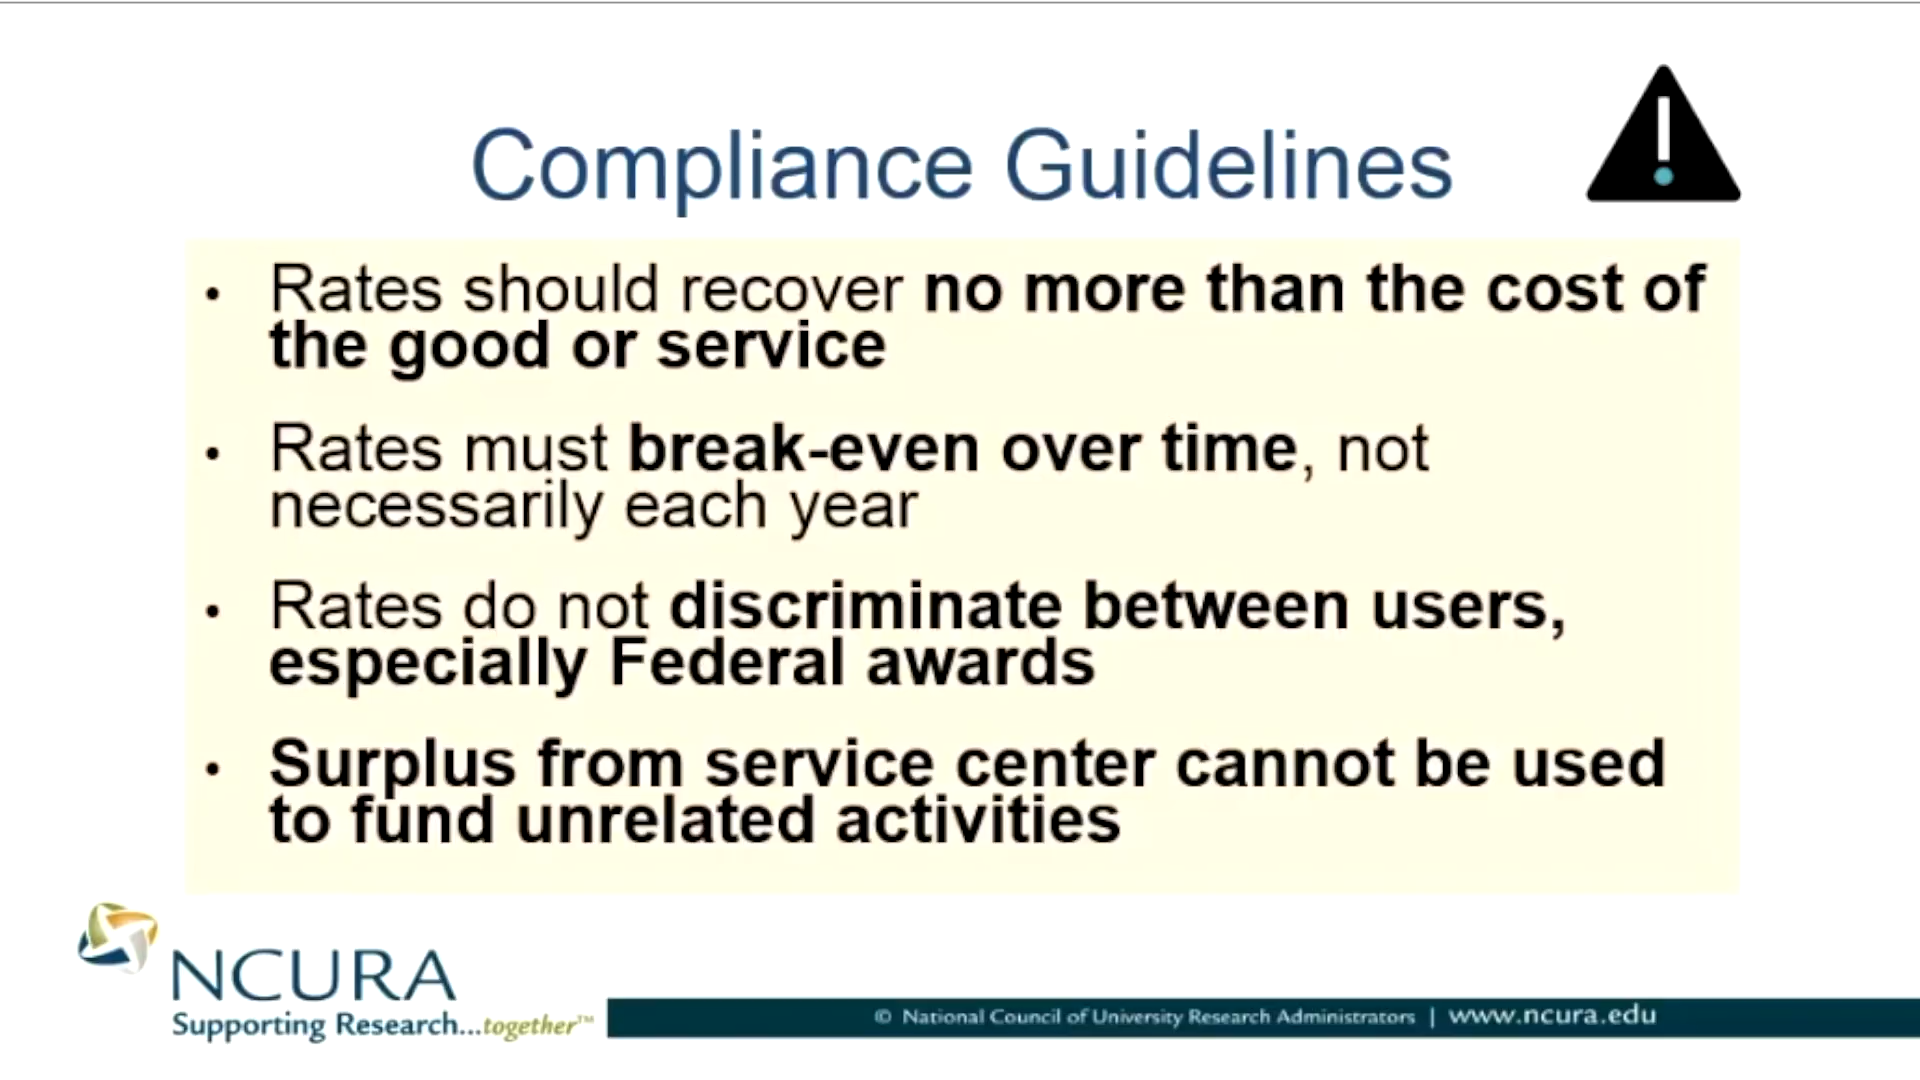 Compliance Guidelines
• Rates should recover no more than the cost of
the good or service
• Rates must break-even over time, not
necessarily each year
• Rates do not discriminate between users,
especially Federal awards
• Surplus from service center cannot be used
to fund unrelated activities
NCURA
Supporting Research...together™
© National Council of University Research Administrators | www.ncura.edu